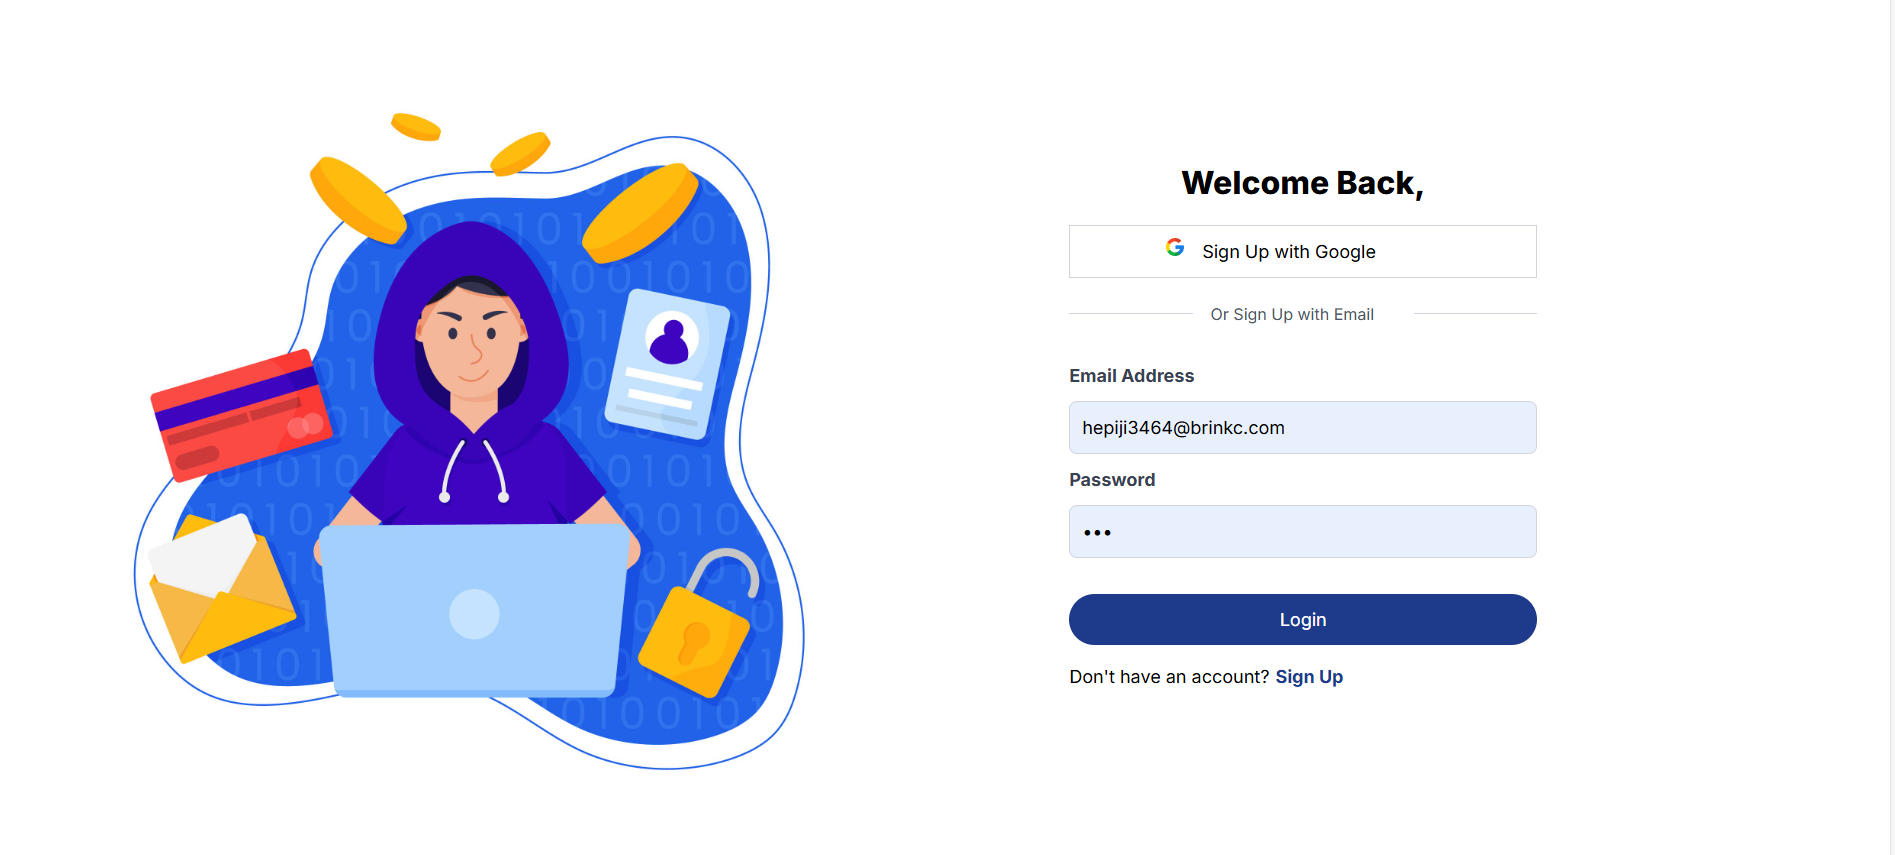 Welcome Back,
Sign Up with Google
Or Sign Up with Email
Email Address
hepiji3464@brinkc.com
Password
•••
Login
Don't have an account? Sign Up